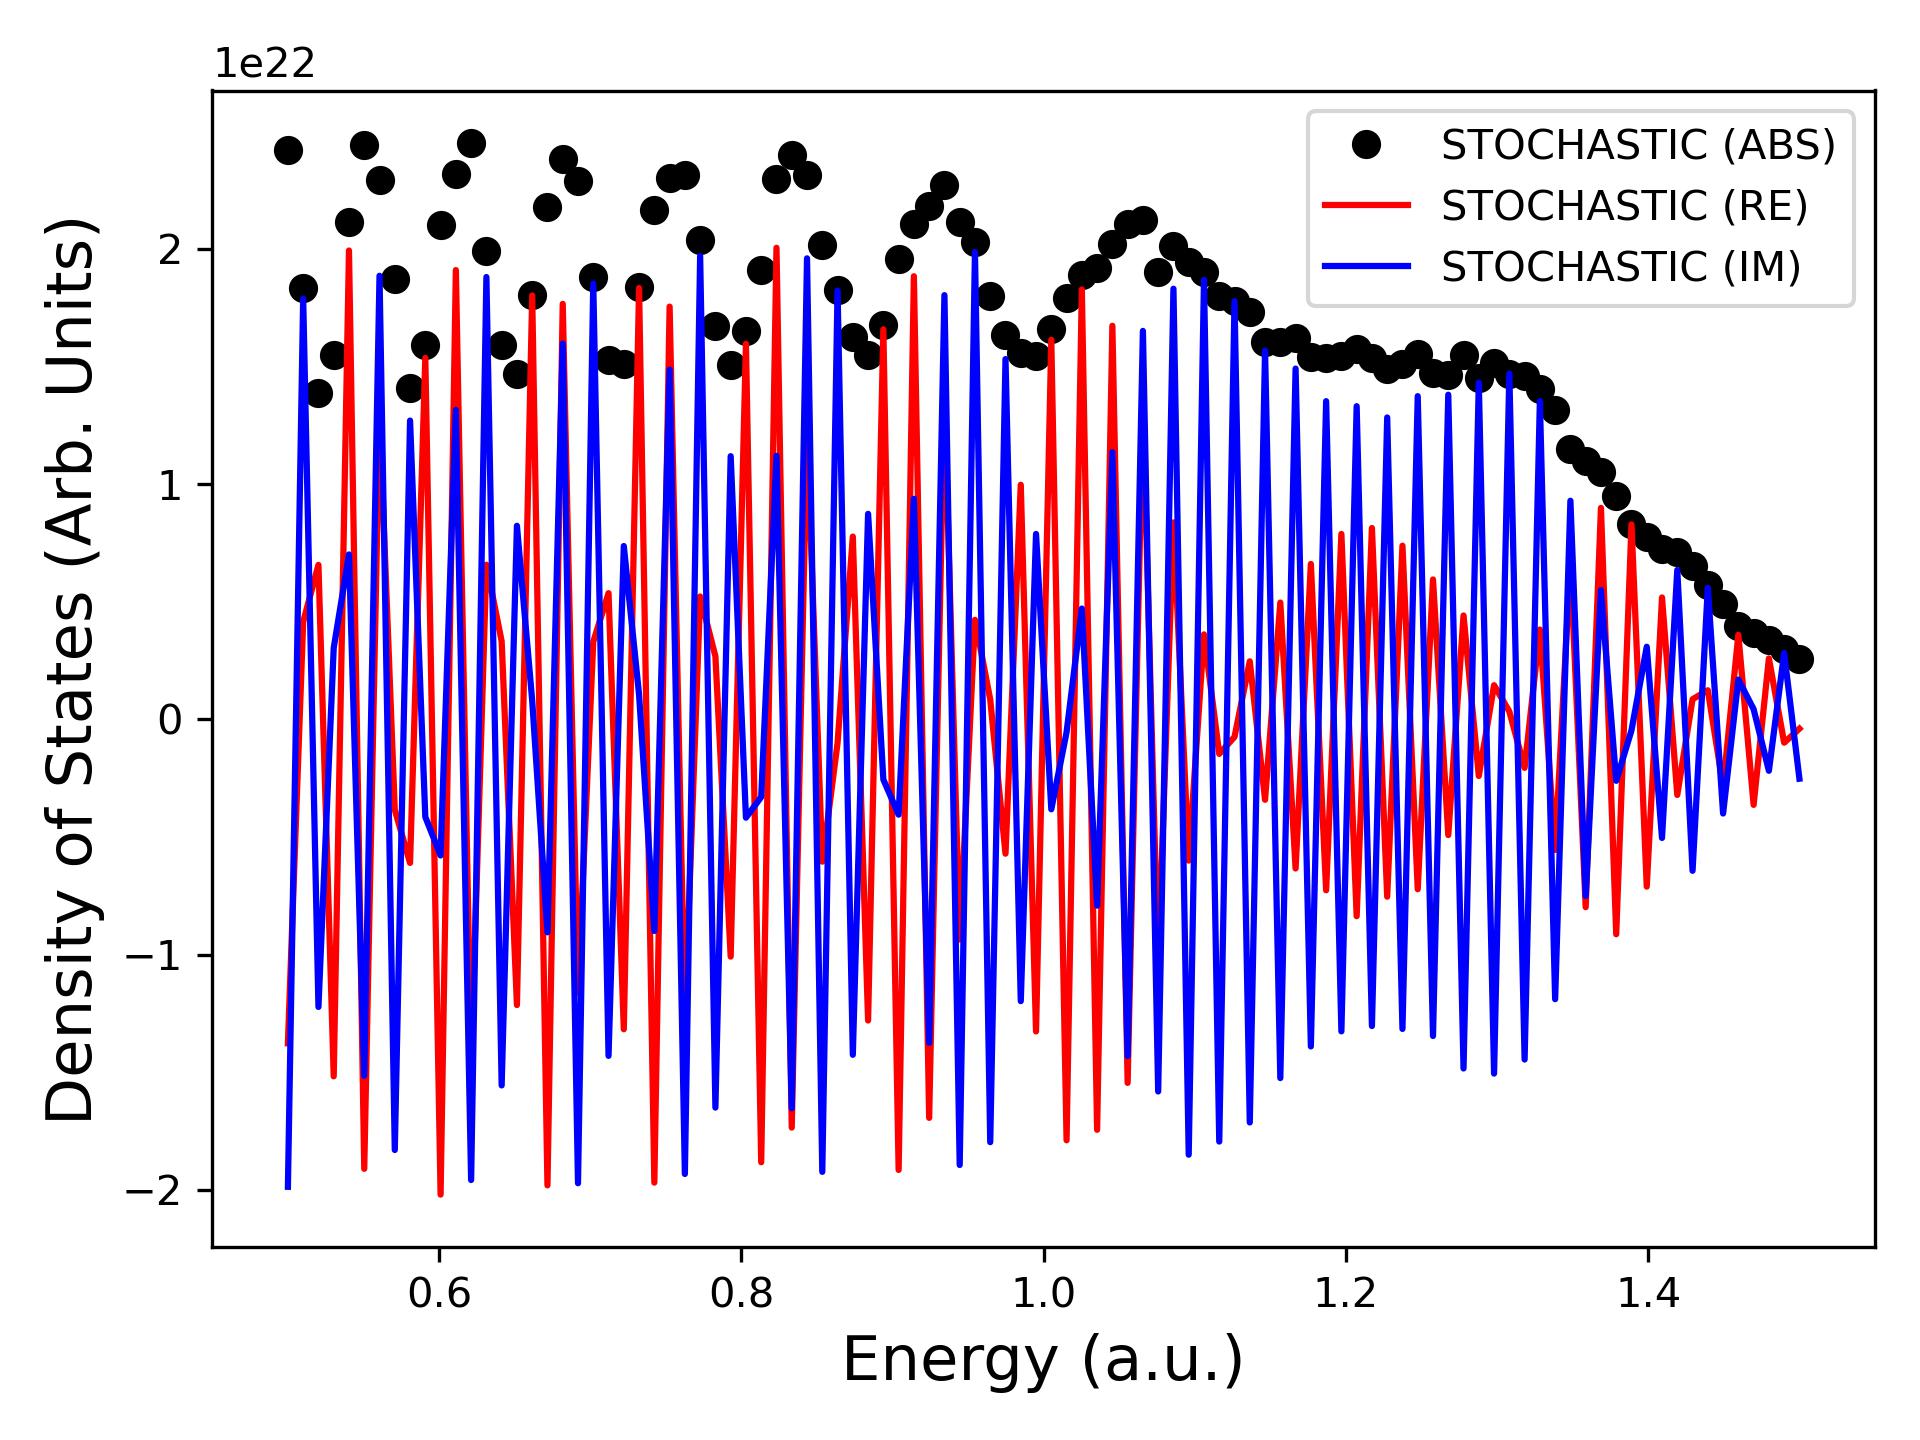 1e22
STOCHASTIC (ABS)
STOCHASTIC (RE)
STOCHASTIC (IM)
Density of States (Arb. Units)
2
1
0
−1
−2
0.6
0.8
1.0
1.2
1.4
Energy (a.u.)